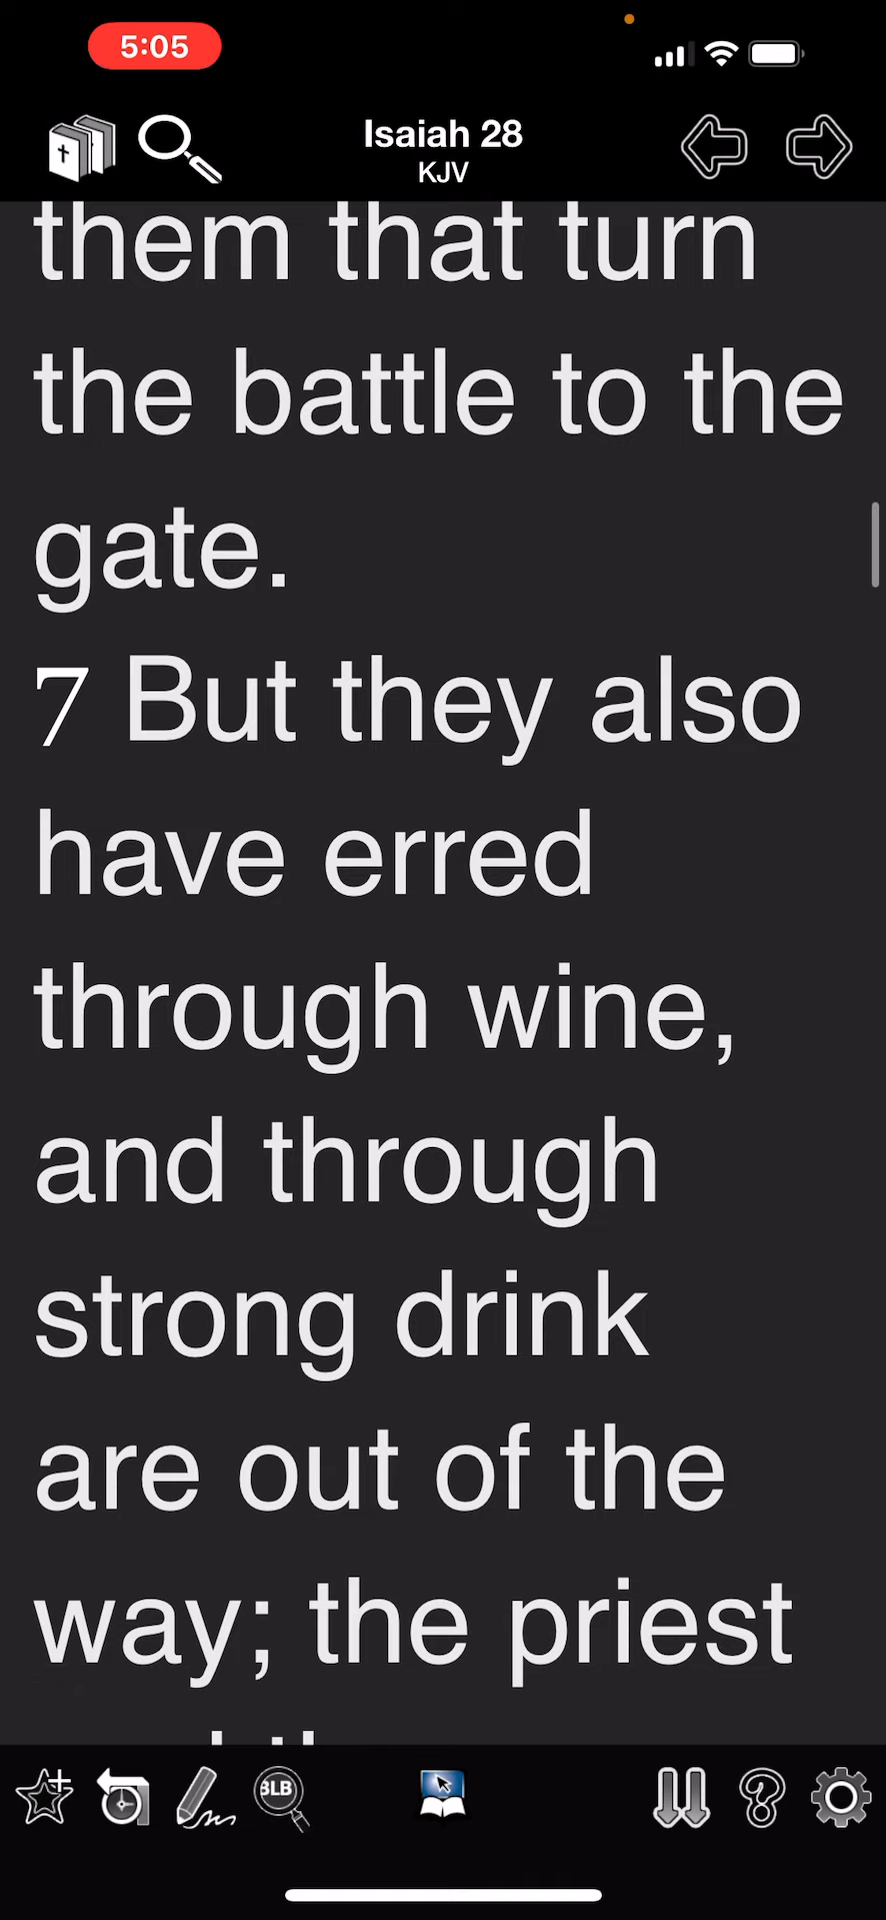 5:05
Isaiah 28
KJV
them that turn
the battle to the
gate.
7 But they also
have erred
through wine,
and through
strong drink
are out of the
way; the priest
BLB